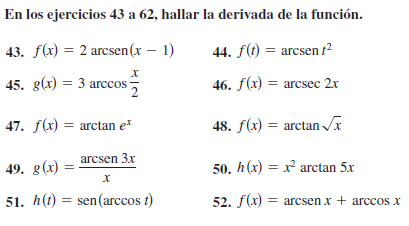 En los ejercicios 43 a 62, hallar la derivada de la función.
43. f(x) = 2 arcsen(x − 1) 44. f(t) = arcsen t²
45. g(x) = 3 arccos x/2 46. f(x) = arcsec 2x
47. f(x) = arctan eˣ 48. f(x) = arctan √x
49. g(x) = arcsen 3x / x 50. h(x) = x² arctan 5x
51. h(t) = sen(arccos t) 52. f(x) = arcsen x + arccos x